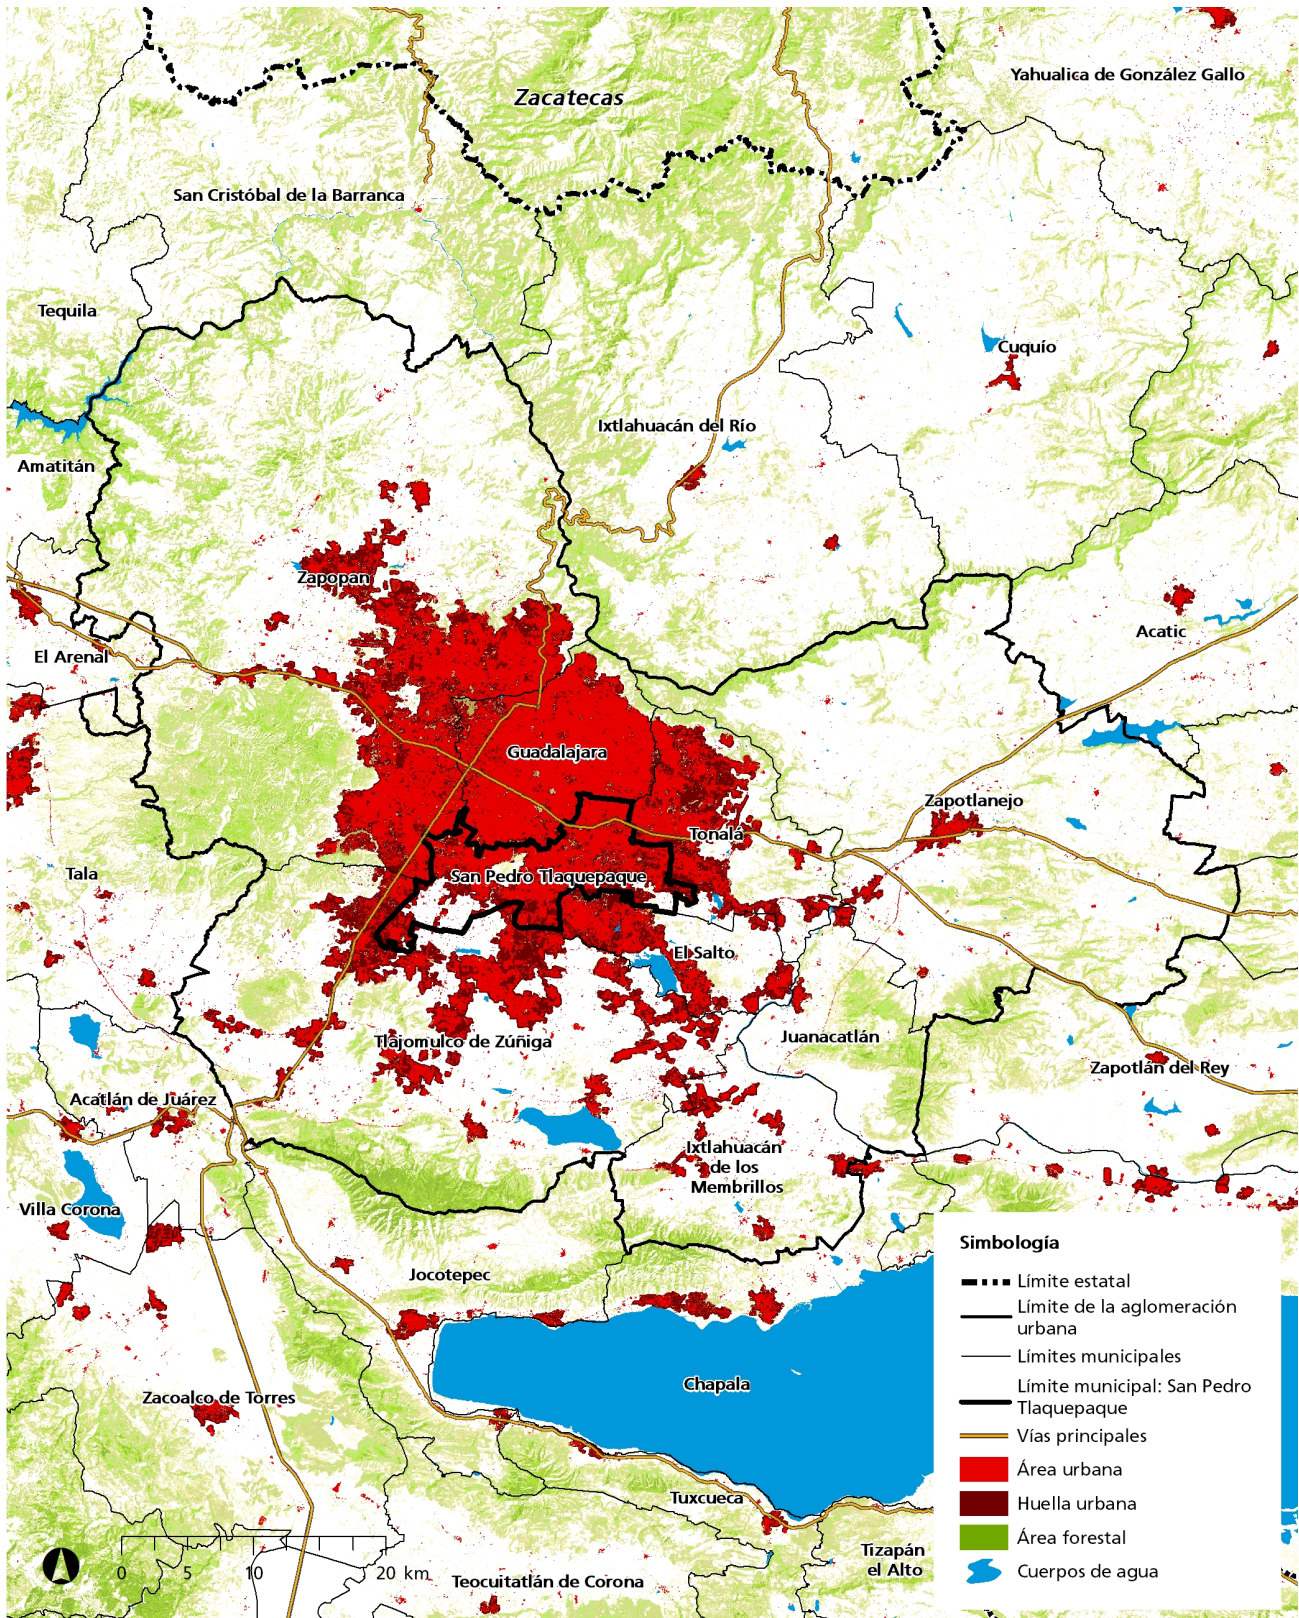 Yahualica de González Gallo
Zacatecas
San Cristóbal de la Barranca
Tequila
Cuquío
Ixtlahuacán del Río
Amatitán
Zapopan
Acatic
El Arenal
Guadalajara
Zapotlanejo
Tonalá
Tala
San Pedro Tlaquepaque
El Salto
Juanacatlán
Tlajomulco de Zúñiga
Zapotlán del Rey
Acatlán de Juárez
Ixtlahuacán
de los
Membrillos
Villa Corona
Jocotepec
Chapala
Zacoalco de Torres
Tuxcueca
Tizapán
el Alto
Teocuitatlán de Corona
0 5 10 20 km
Simbología
Límite estatal
Límite de la aglomeración
urbana
Límites municipales
Límite municipal: San Pedro
Tlaquepaque
Vías principales
Área urbana
Huella urbana
Área forestal
Cuerpos de agua